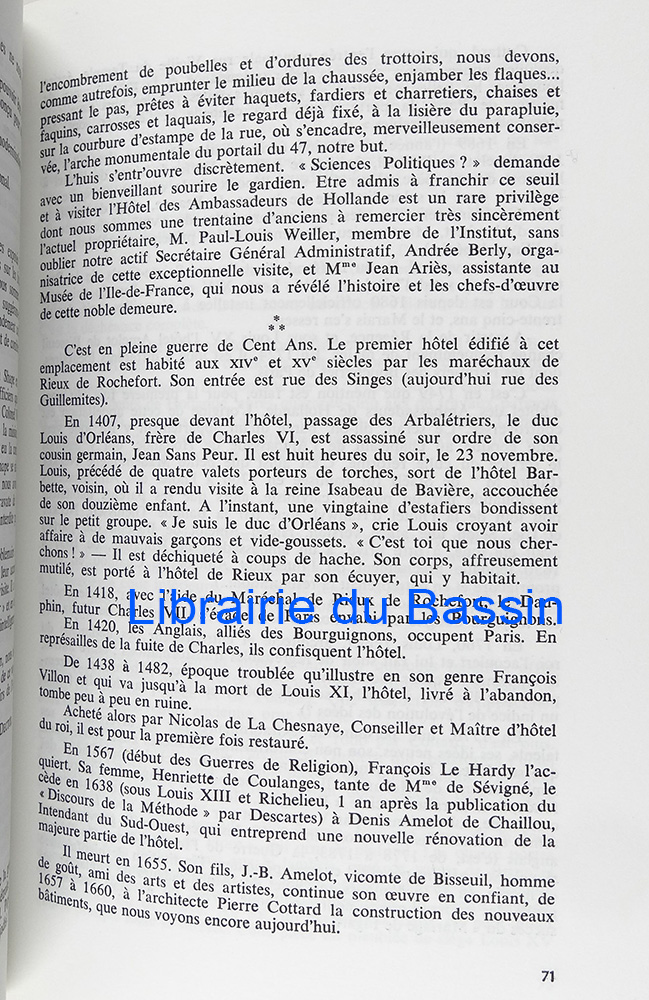 l'encombrement de poubelles et d'ordures des trottoirs, nous devons,
comme autrefois, emprunter le milieu de la chaussée, enjamber les flaques...
pressant le pas, prêtes à éviter haquets, fardiers et charretiers, chaises et
faquins, carrosses et laquais, le regard déjà fixé, à la lisière du parapluie,
sur la courbure d'estampe de la rue, où s'encadre, merveilleusement conser-
vée, l'arche monumentale du portail du 47, notre but.
L'huis s'entr'ouvre discrètement. « Sciences Politiques ? » demande
avec un bienveillant sourire le gardien. Etre admis à franchir ce seuil
et à visiter l'Hôtel des Ambassadeurs de Hollande est un rare privilège
dont nous sommes une trentaine d'anciens à remercier très sincèrement
l'actuel propriétaire, M. Paul-Louis Weiller, membre de l'Institut, sans
oublier notre actif Secrétaire Général Administratif, Andrée Berly, orga-
nisatrice de cette exceptionnelle visite, et Mme Jean Ariès, assistante au
Musée de l'Ile-de-France, qui nous a révélé l'histoire et les chefs-d'œuvre
de cette noble demeure.
*
* *
C'est en pleine guerre de Cent Ans. Le premier hôtel édifié à cet
emplacement est habité aux XIVe et XVe siècles par les maréchaux de
Rieux de Rochefort. Son entrée est rue des Singes (aujourd'hui rue des
Guillemites).
En 1407, presque devant l'hôtel, passage des Arbalétriers, le duc
Louis d'Orléans, frère de Charles VI, est assassiné sur ordre de son
cousin germain, Jean Sans Peur. Il est huit heures du soir, le 23 novembre.
Louis, précédé de quatre valets porteurs de torches, sort de l'hôtel Bar-
bette, voisin, où il a rendu visite à la reine Isabeau de Bavière, accouchée
de son douzième enfant. A l'instant, une vingtaine d'estafiers bondissent
sur le petit groupe. « Je suis le duc d'Orléans », crie Louis croyant avoir
affaire à de mauvais garçons et vide-goussets. « C'est toi que nous cher-
chons ! » — Il est déchiqueté à coups de hache. Son corps, affreusement
mutilé, est porté à l'hôtel de Rieux par son écuyer, qui y habitait.
En 1418, avec l'aide du Maréchal de Rieux de Rochefort, le Dau-
phin, futur Charles VII, s'évade de Paris envahi par les Bourguignons.
Librairie du Bassin
En 1420, les Anglais, alliés des Bourguignons, occupent Paris. En
représailles de la fuite de Charles, ils confisquent l'hôtel.
De 1438 à 1482, époque troublée qu'illustre en son genre François
Villon et qui va jusqu'à la mort de Louis XI, l'hôtel, livré à l'abandon,
tombe peu à peu en ruine.
Acheté alors par Nicolas de La Chesnaye, Conseiller et Maître d'hôtel
du roi, il est pour la première fois restauré.
En 1567 (début des Guerres de Religion), François Le Hardy l'ac-
quiert. Sa femme, Henriette de Coulanges, tante de Mme de Sévigné, le
cède en 1638 (sous Louis XIII et Richelieu, 1 an après la publication du
« Discours de la Méthode » par Descartes) à Denis Amelot de Chaillou,
Intendant du Sud-Ouest, qui entreprend une nouvelle rénovation de la
majeure partie de l'hôtel.
Il meurt en 1655. Son fils, J.-B. Amelot, vicomte de Bisseuil, homme
de goût, ami des arts et des artistes, continue son œuvre en confiant, de
1657 à 1660, à l'architecte Pierre Cottard la construction des nouveaux
bâtiments, que nous voyons encore aujourd'hui.
71